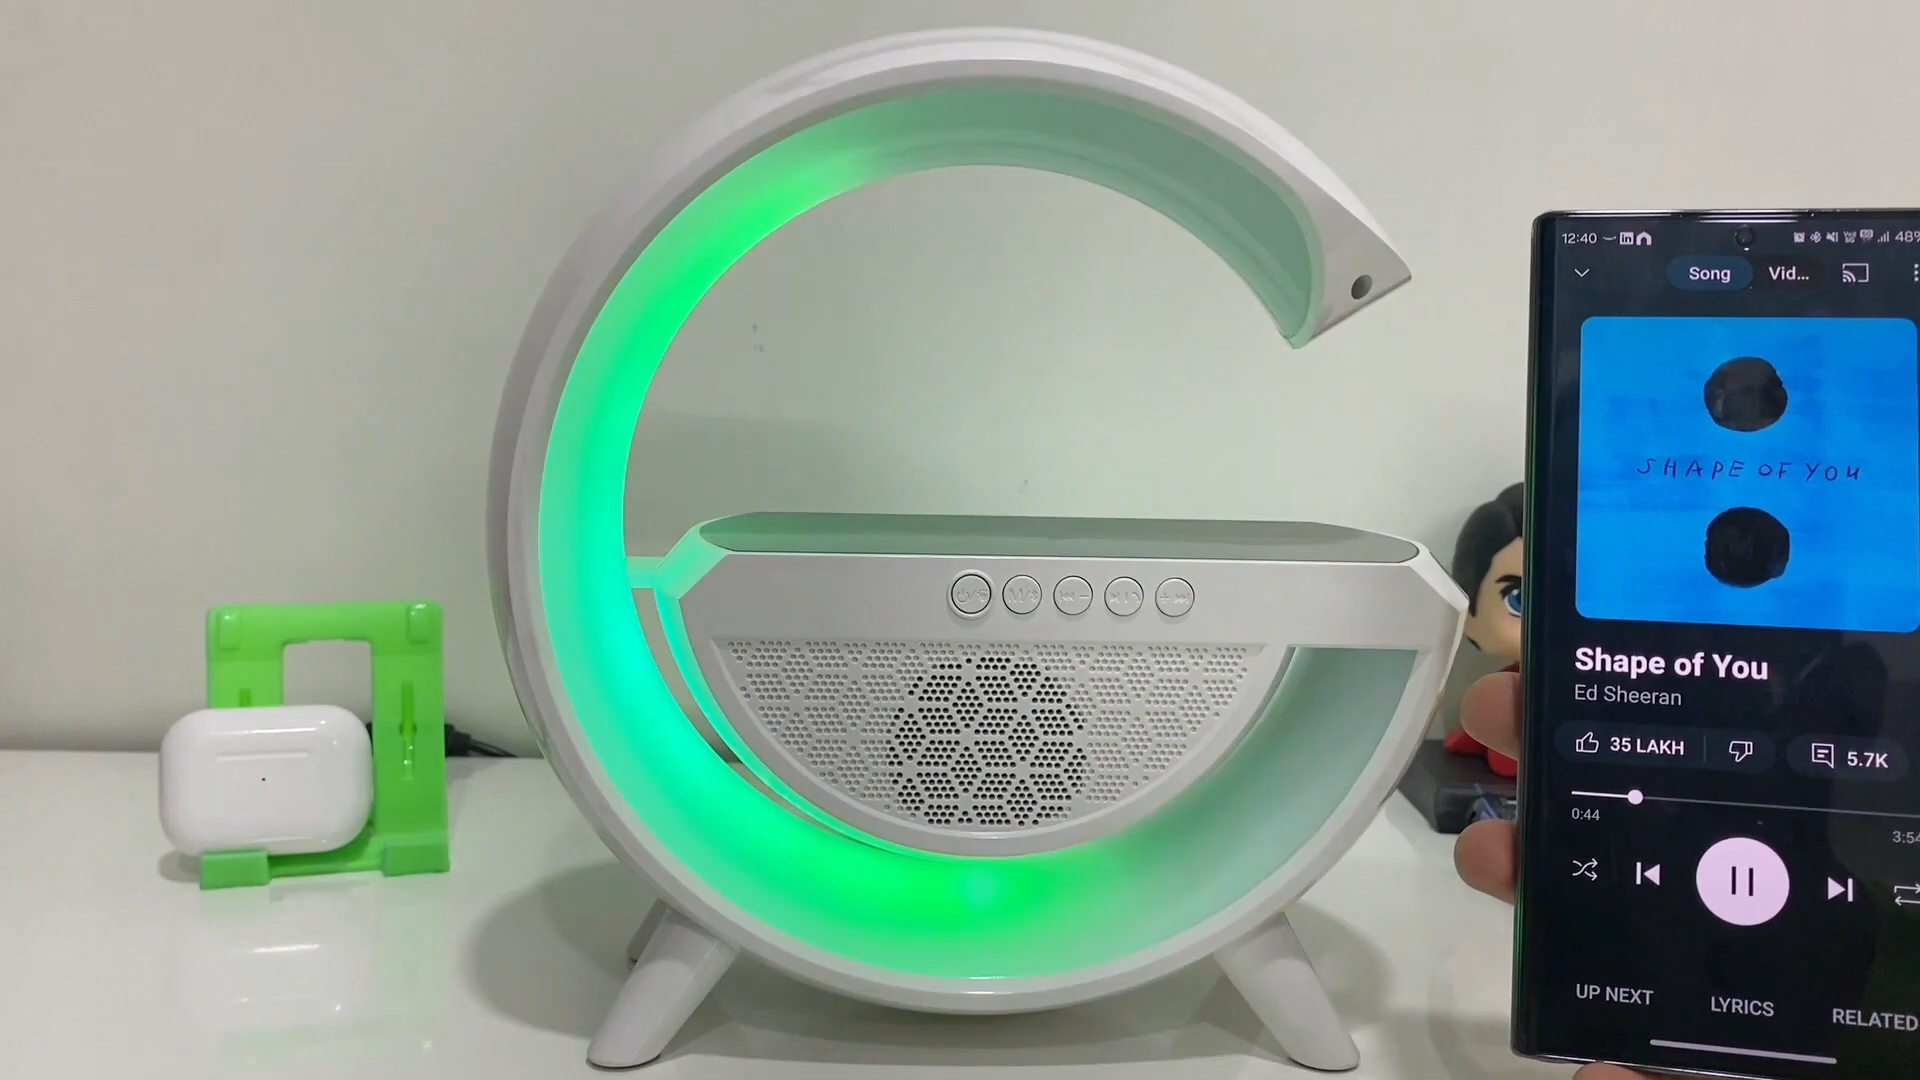 12:40
48%
Song
Vid...
SHAPE OF YOU
Shape of You
Ed Sheeran
35 LAKH
5.7K
0:44
3:54
UP NEXT
LYRICS
RELATED